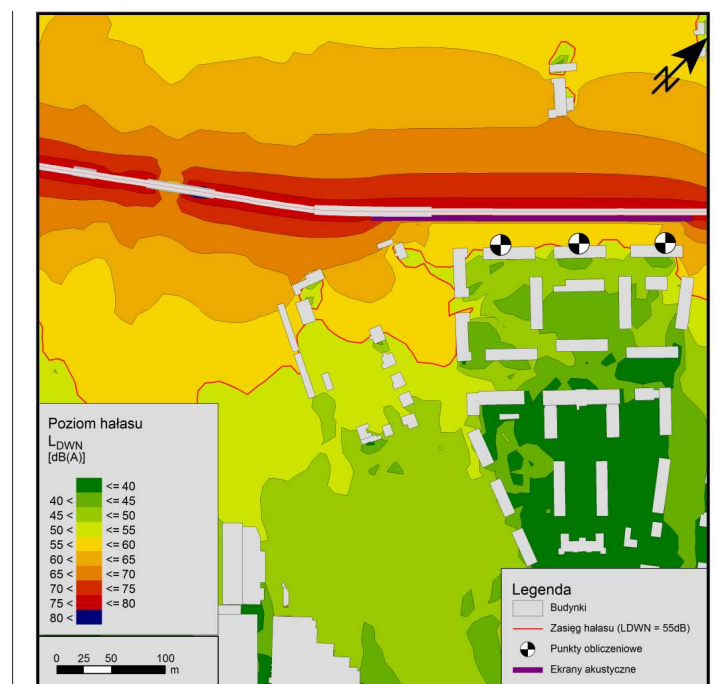 N
Poziom hałasu
L_DWN
[dB(A)]
<= 40
40 < <= 45
45 < <= 50
50 < <= 55
55 < <= 60
60 < <= 65
65 < <= 70
70 < <= 75
75 < <= 80
80 <
0 25 50 100
m
Legenda
Budynki
Zasięg hałasu (LDWN = 55dB)
Punkty obliczeniowe
Ekrany akustyczne